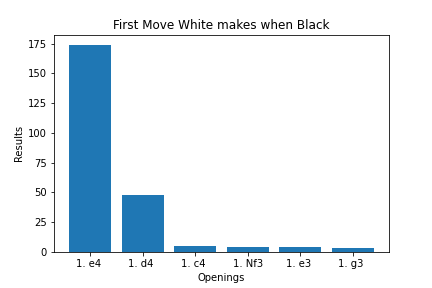 First Move White makes when Black
Results
175
150
125
100
75
50
25
0
1. e4 1. d4 1. c4 1. Nf3 1. e3 1. g3
Openings